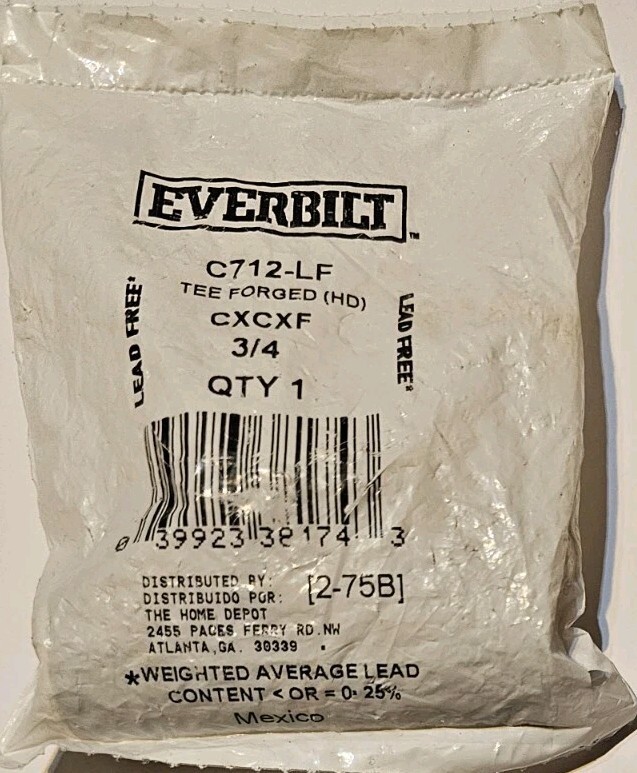 EVERBILT™
C712-LF
TEE FORGED (HD)
CXCXF
3/4
QTY 1
LEAD FREE*
LEAD FREE*
0 39923 38174 3
DISTRIBUTED BY:
DISTRIBUIDO POR:
[2-75B]
THE HOME DEPOT
2455 PACES FERRY RD.NW
ATLANTA,GA. 30339
*WEIGHTED AVERAGE LEAD
CONTENT < OR = 0.25%
Mexico